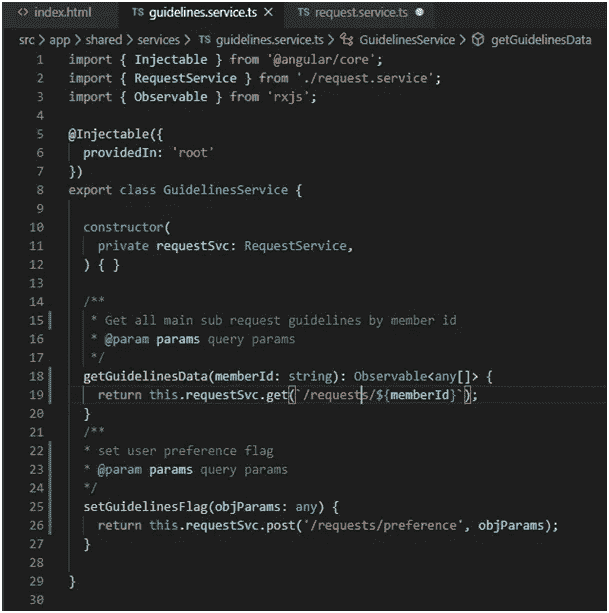 <> index.html TS guidelines.service.ts × TS request.service.ts ●
src > app > shared > services > TS guidelines.service.ts > GuidelinesService > getGuidelinesData
1 import { Injectable } from '@angular/core';
2 import { RequestService } from './request.service';
3 import { Observable } from 'rxjs';
4
5 @Injectable({
6 providedIn: 'root'
7 })
8 export class GuidelinesService {
9
10 constructor(
11 private requestSvc: RequestService,
12 ) { }
13
14 /**
15 * Get all main sub request guidelines by member id
16 * @param params query params
17 */
18 getGuidelinesData(memberId: string): Observable<any[]> {
19 return this.requestSvc.get(`/requests/${memberId}`);
20 }
21 /**
22 * set user preference flag
23 * @param params query params
24 */
25 setGuidelinesFlag(objParams: any) {
26 return this.requestSvc.post('/requests/preference', objParams);
27 }
28
29 }
30